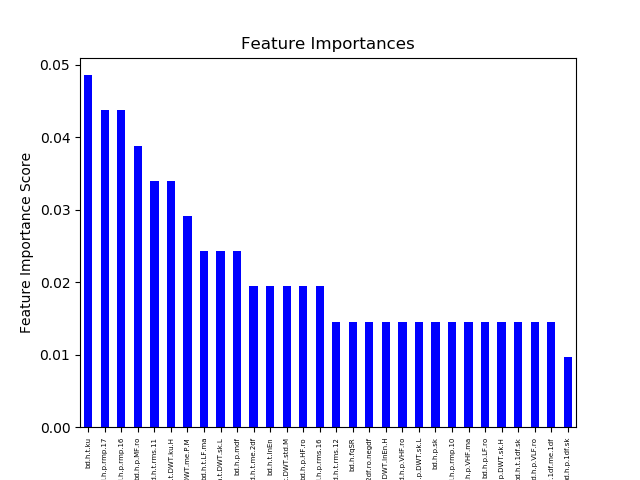 Feature Importances
Feature Importance Score
0.05
0.04
0.03
0.02
0.01
0.00
bd.h.t.ku
.h.p.rmp.17
.h.p.rmp.16
bd.h.p.MF.ro
d.h.t.rms.11
.t.DWT.ku.H
DWT.me.P.M
bd.h.t.LF.ma
.t.DWT.sk.L
bd.h.p.mdf
d.h.t.me.2df
bd.h.t.lnEn
.DWT.std.M
bd.h.p.HF.ro
.h.p.rms.16
d.h.t.rms.12
bd.h.fqSR
2df.ro.negdf
DWT.lnEn.H
d.h.p.VHF.ro
.p.DWT.sk.L
bd.h.p.sk
.h.p.rmp.10
.h.p.VHF.ma
bd.h.p.LF.ro
.p.DWT.sk.H
d.h.t.1df.sk
d.h.p.VLF.ro
.1df.me.1df
d.h.p.1df.sk